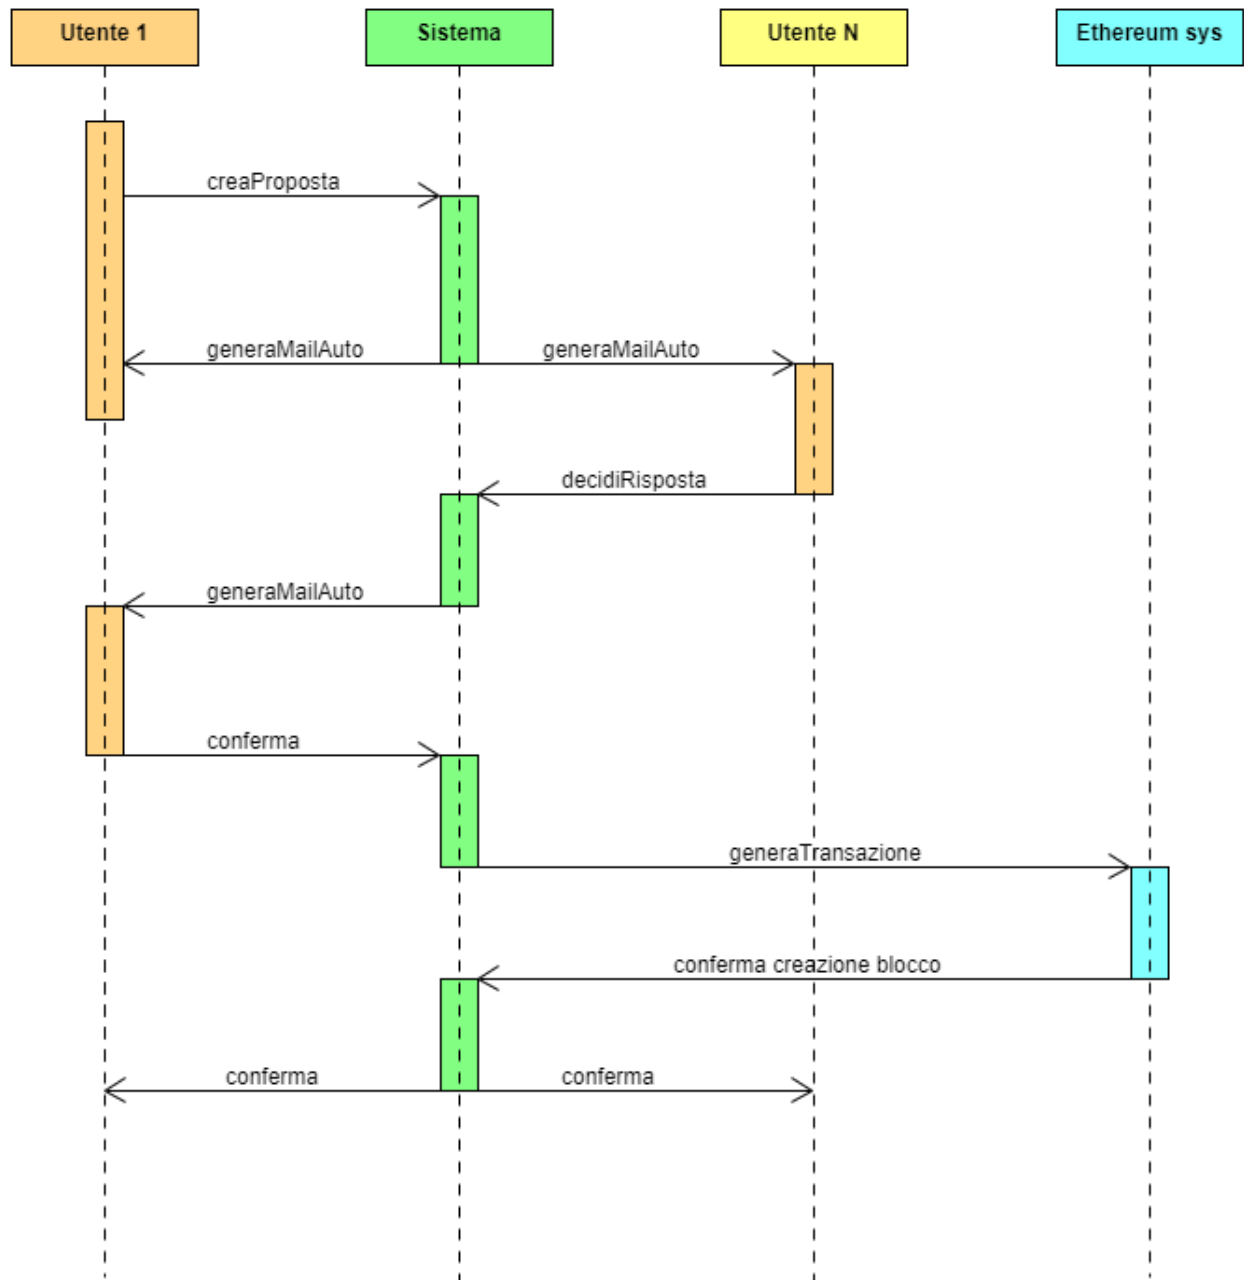 Utente 1
Sistema
Utente N
Ethereum sys
creaProposta
generaMailAuto
generaMailAuto
decidiRisposta
generaMailAuto
conferma
generaTransazione
conferma creazione blocco
conferma
conferma